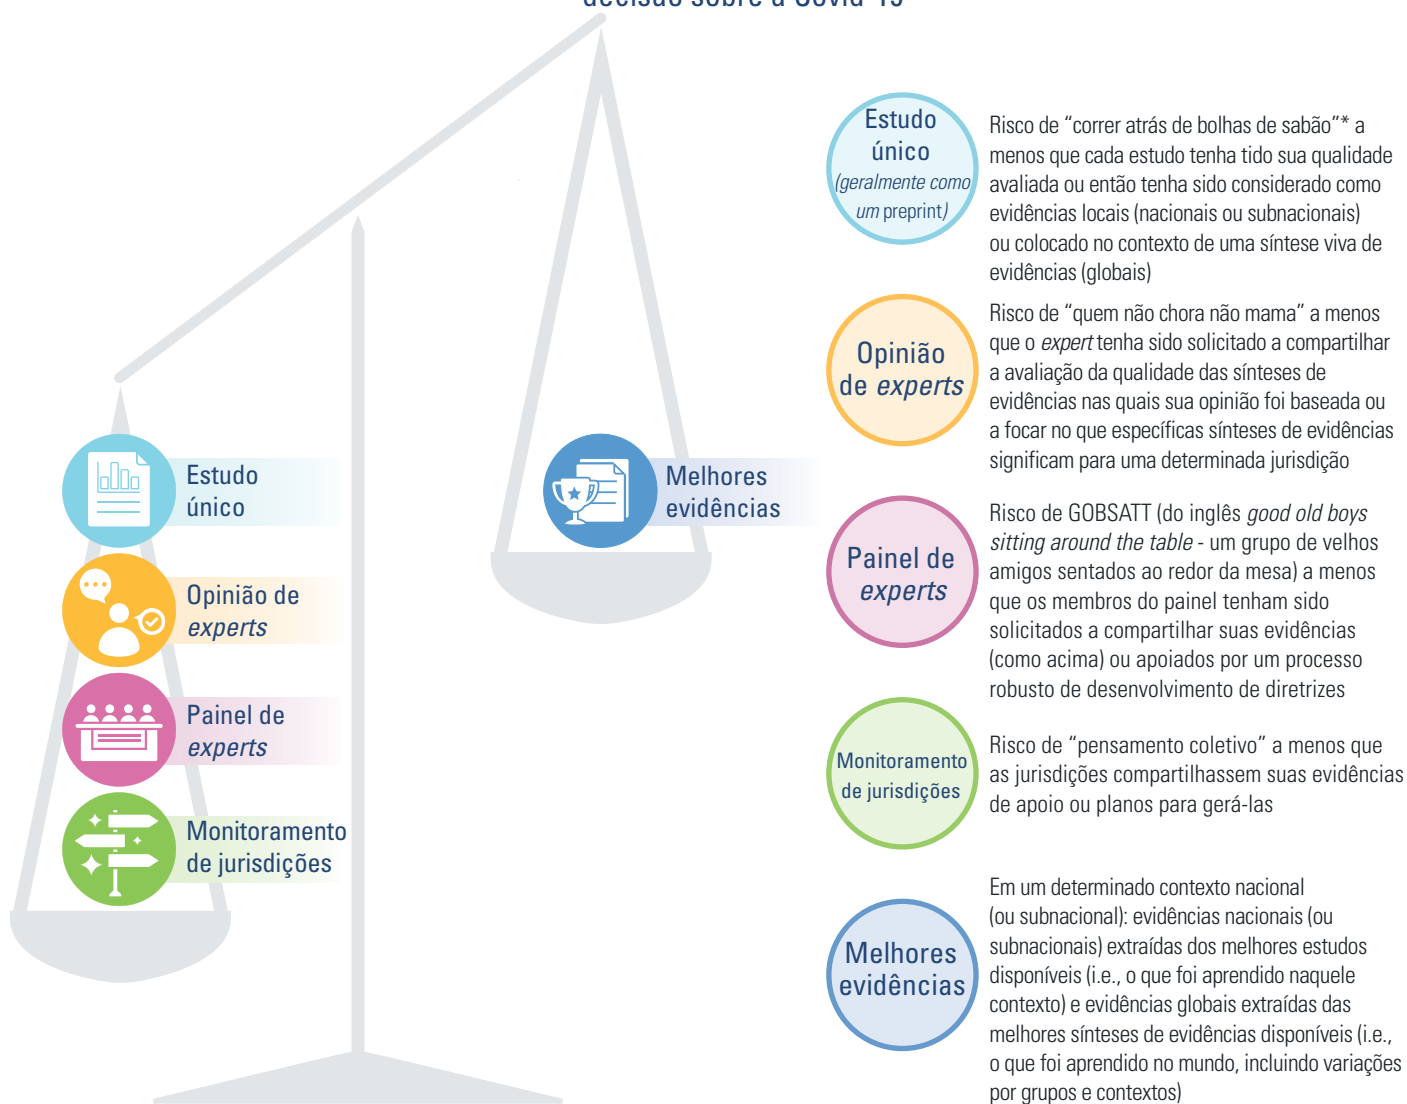 decisão sobre a Covid-19
Estudo
único
Opinião de
experts
Painel de
experts
Monitoramento
de jurisdições
Melhores
evidências
Estudo
único
(geralmente como
um preprint)
Risco de “correr atrás de bolhas de sabão”* a
menos que cada estudo tenha tido sua qualidade
avaliada ou então tenha sido considerado como
evidências locais (nacionais ou subnacionais)
ou colocado no contexto de uma síntese viva de
evidências (globais)
Opinião
de experts
Risco de “quem não chora não mama” a menos
que o expert tenha sido solicitado a compartilhar
a avaliação da qualidade das sínteses de
evidências nas quais sua opinião foi baseada ou
a focar no que específicas sínteses de evidências
significam para uma determinada jurisdição
Painel de
experts
Risco de GOBSATT (do inglês good old boys
sitting around the table - um grupo de velhos
amigos sentados ao redor da mesa) a menos
que os membros do painel tenham sido
solicitados a compartilhar suas evidências
(como acima) ou apoiados por um processo
robusto de desenvolvimento de diretrizes
Monitoramento
de jurisdições
Risco de “pensamento coletivo” a menos que
as jurisdições compartilhassem suas evidências
de apoio ou planos para gerá-las
Melhores
evidências
Em um determinado contexto nacional
(ou subnacional): evidências nacionais (ou
subnacionais) extraídas dos melhores estudos
disponíveis (i.e., o que foi aprendido naquele
contexto) e evidências globais extraídas das
melhores sínteses de evidências disponíveis (i.e.,
o que foi aprendido no mundo, incluindo variações
por grupos e contextos)